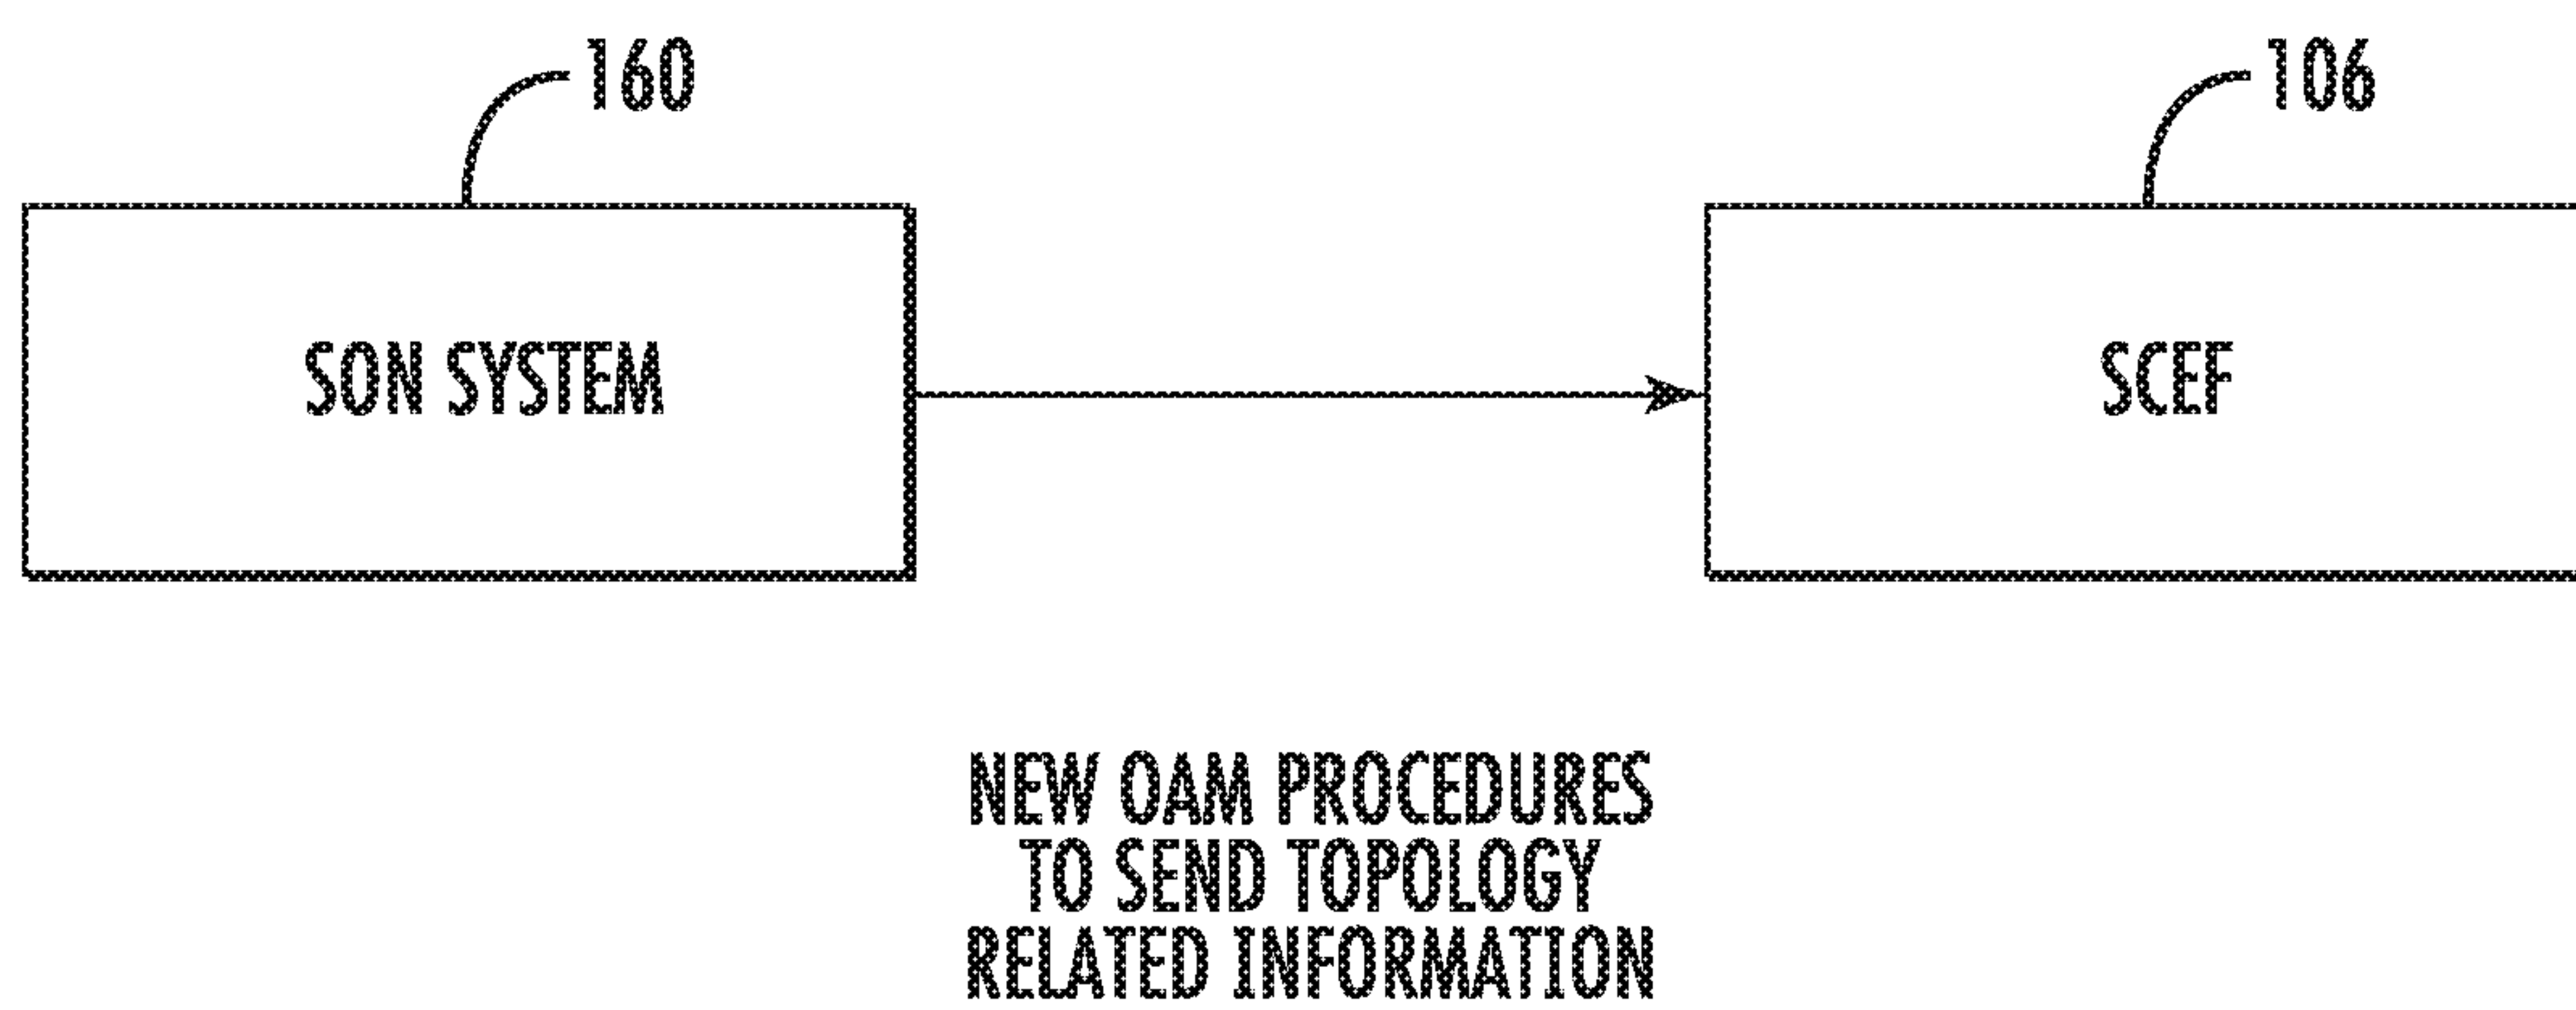 160
106
SON SYSTEM
SCEF
NEW OAM PROCEDURES
TO SEND TOPOLOGY
RELATED INFORMATION